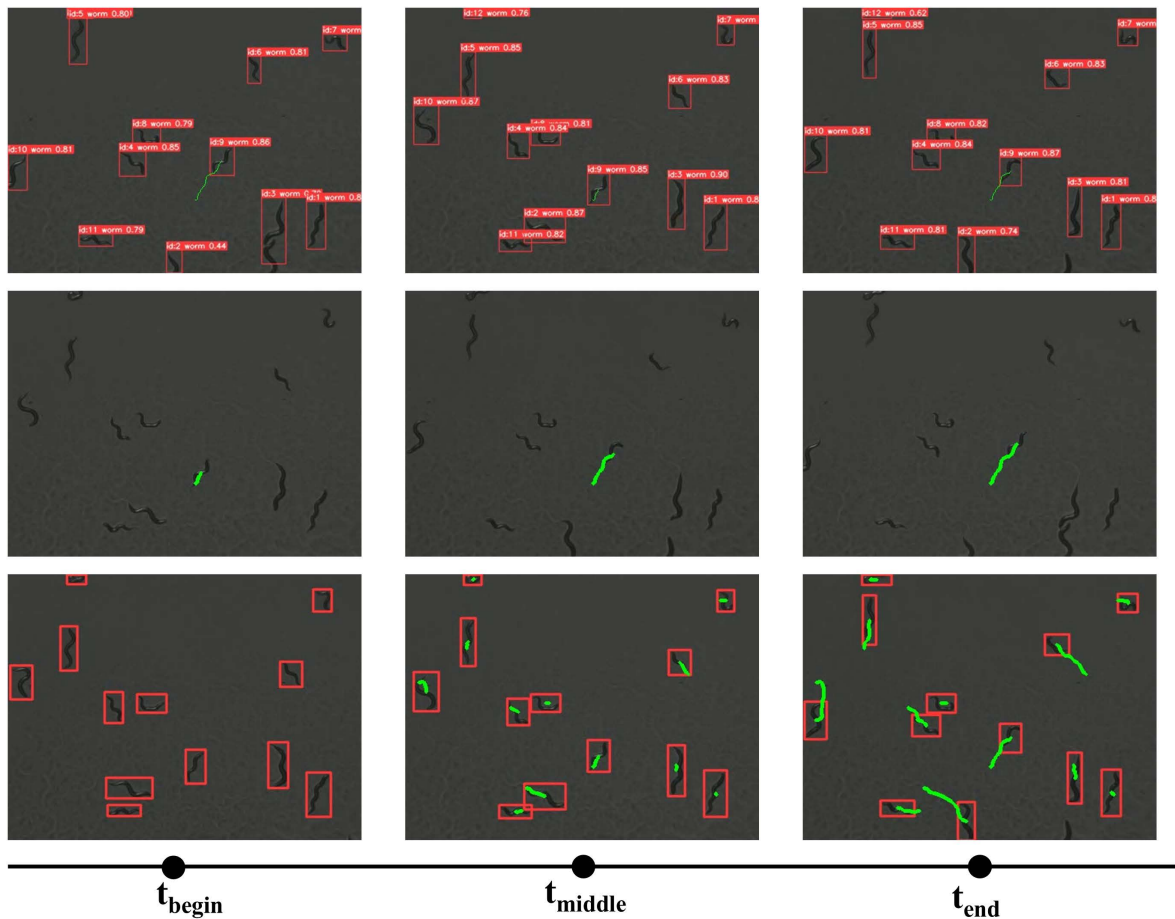 id:5 worm 0.80
id:7 worm
id:6 worm 0.81
id:8 worm 0.79
id:10 worm 0.81
id:4 worm 0.85
id:9 worm 0.86
id:3 worm
id:1 worm 0.8
id:11 worm 0.79
id:2 worm 0.44
id:12 worm 0.76
id:7 worm
id:5 worm 0.85
id:6 worm 0.83
id:10 worm 0.87
0.81
id:4 worm 0.84
id:9 worm 0.85
id:3 worm 0.90
id:1 worm 0.8
id:2 worm 0.87
id:11 worm 0.82
id:12 worm 0.62
id:5 worm 0.85
id:7 worm
id:6 worm 0.83
id:8 worm 0.82
id:10 worm 0.81
id:4 worm 0.84
id:9 worm 0.87
id:3 worm 0.81
id:1 worm 0.8
id:11 worm 0.81
id:2 worm 0.74
t_begin
t_middle
t_end